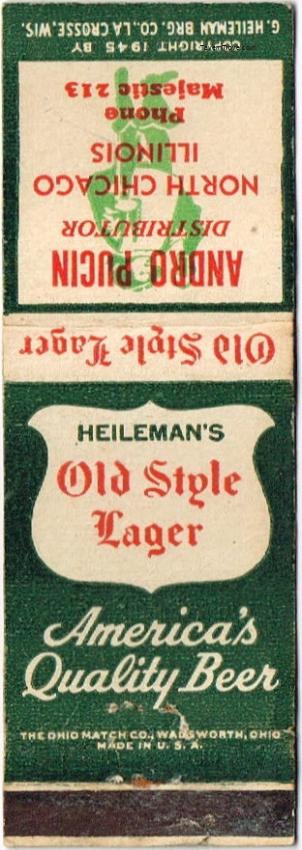 COPYRIGHT 1945 BY
G. HEILEMAN BRG. CO., LA CROSSE, WIS.
ANDRO PUCIN
DISTRIBUTOR
NORTH CHICAGO
ILLINOIS
Phone
Majestic 213
Old Style Lager
HEILEMAN'S
Old Style
Lager
America's
Quality Beer
THE OHIO MATCH CO., WADSWORTH, OHIO
MADE IN U. S. A.